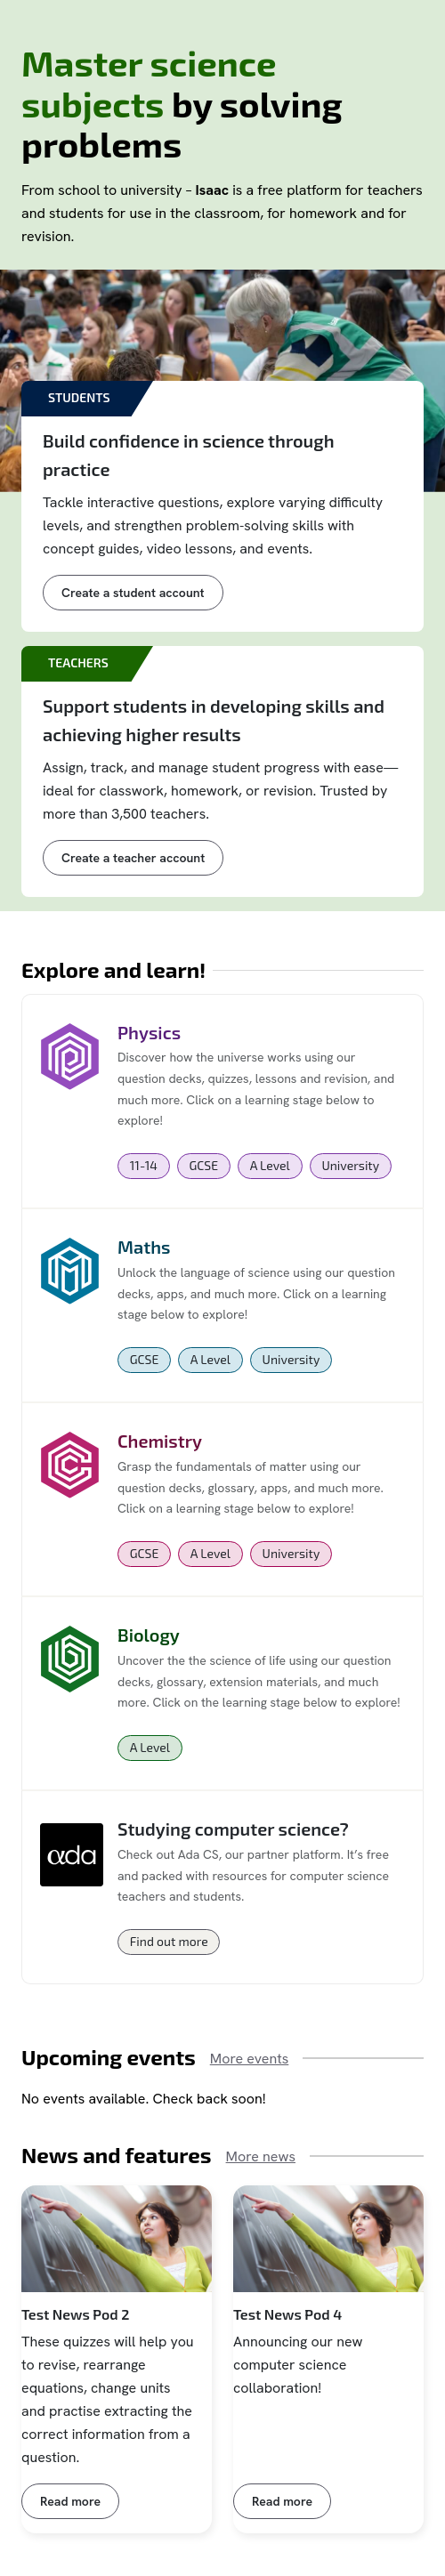 Master science
subjects by solving
problems
From school to university – Isaac is a free platform for teachers
and students for use in the classroom, for homework and for
revision.
STUDENTS
Build confidence in science through
practice
Tackle interactive questions, explore varying difficulty
levels, and strengthen problem-solving skills with
concept guides, video lessons, and events.
Create a student account
TEACHERS
Support students in developing skills and
achieving higher results
Assign, track, and manage student progress with ease—
ideal for classwork, homework, or revision. Trusted by
more than 3,500 teachers.
Create a teacher account
Explore and learn!
Physics
Discover how the universe works using our
question decks, quizzes, lessons and revision, and
much more. Click on a learning stage below to
explore!
11-14 GCSE A Level University
Maths
Unlock the language of science using our question
decks, apps, and much more. Click on a learning
stage below to explore!
GCSE A Level University
Chemistry
Grasp the fundamentals of matter using our
question decks, glossary, apps, and much more.
Click on a learning stage below to explore!
GCSE A Level University
Biology
Uncover the the science of life using our question
decks, glossary, extension materials, and much
more. Click on the learning stage below to explore!
A Level
ada
Studying computer science?
Check out Ada CS, our partner platform. It's free
and packed with resources for computer science
teachers and students.
Find out more
Upcoming events More events
No events available. Check back soon!
News and features More news
Test News Pod 2
These quizzes will help you
to revise, rearrange
equations, change units
and practise extracting the
correct information from a
question.
Read more
Test News Pod 4
Announcing our new
computer science
collaboration!
Read more